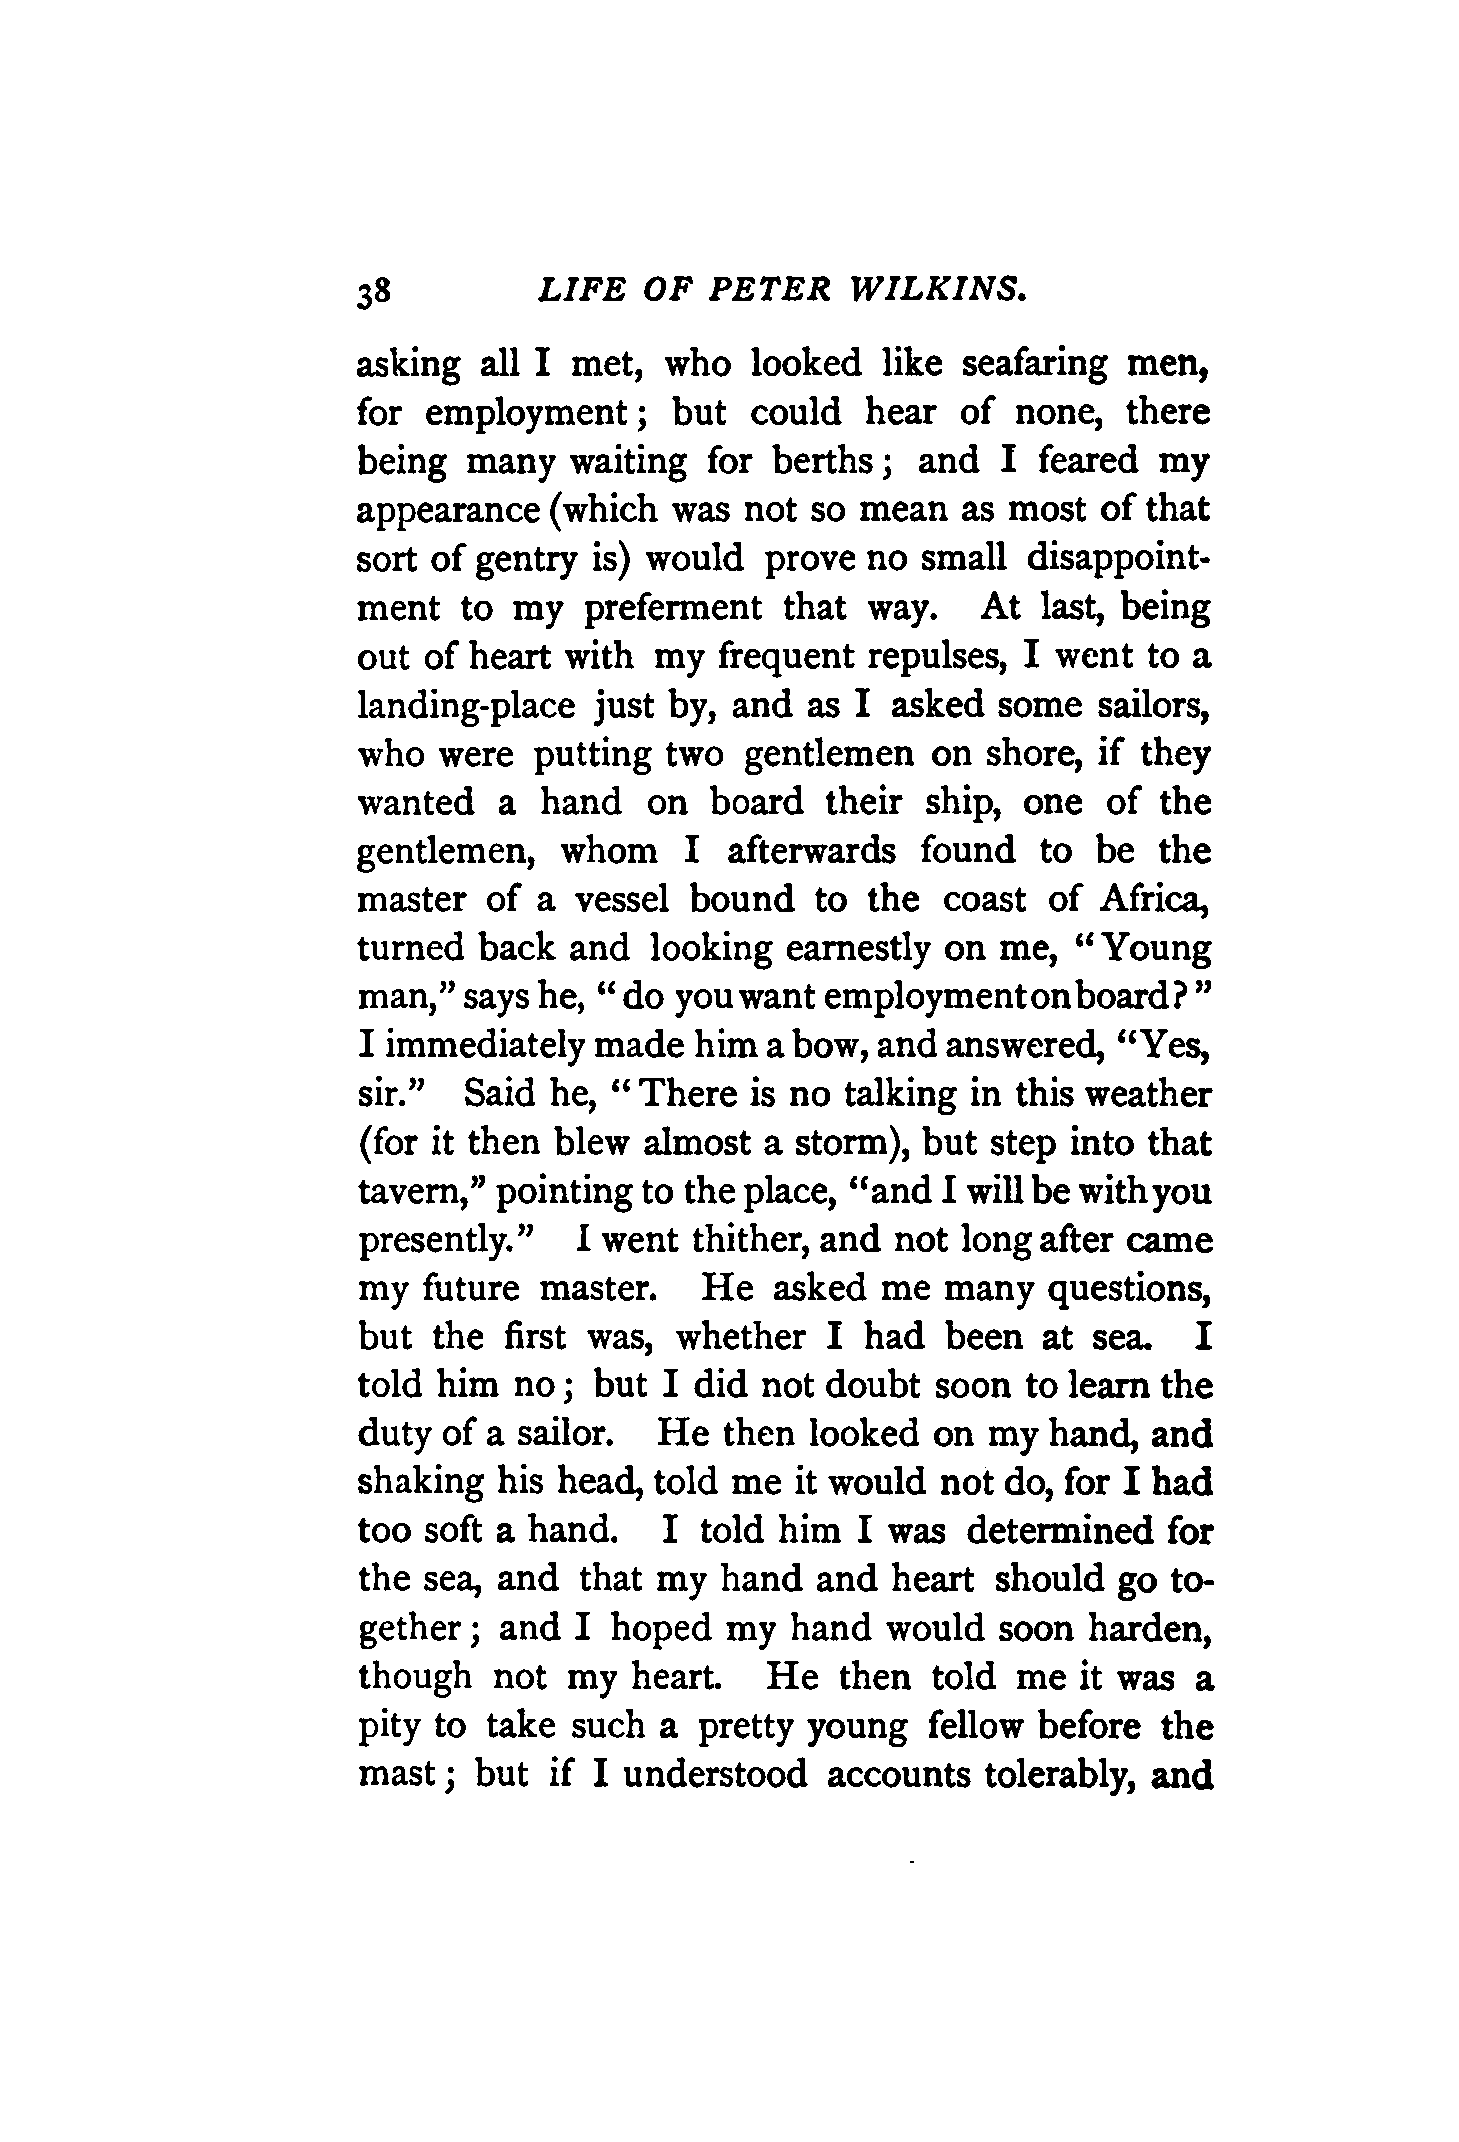 38 LIFE OF PETER WILKINS.
asking all I met, who looked like seafaring men,
for employment; but could hear of none, there
being many waiting for berths; and I feared my
appearance (which was not so mean as most of that
sort of gentry is) would prove no small disappoint-
ment to my preferment that way. At last, being
out of heart with my frequent repulses, I went to a
landing-place just by, and as I asked some sailors,
who were putting two gentlemen on shore, if they
wanted a hand on board their ship, one of the
gentlemen, whom I afterwards found to be the
master of a vessel bound to the coast of Africa,
turned back and looking earnestly on me, “Young
man,” says he, “do you want employment on board?”
I immediately made him a bow, and answered, “Yes,
sir.” Said he, “There is no talking in this weather
(for it then blew almost a storm), but step into that
tavern,” pointing to the place, “and I will be with you
presently.” I went thither, and not long after came
my future master. He asked me many questions,
but the first was, whether I had been at sea. I
told him no; but I did not doubt soon to learn the
duty of a sailor. He then looked on my hand, and
shaking his head, told me it would not do, for I had
too soft a hand. I told him I was determined for
the sea, and that my hand and heart should go to-
gether; and I hoped my hand would soon harden,
though not my heart. He then told me it was a
pity to take such a pretty young fellow before the
mast; but if I understood accounts tolerably, and